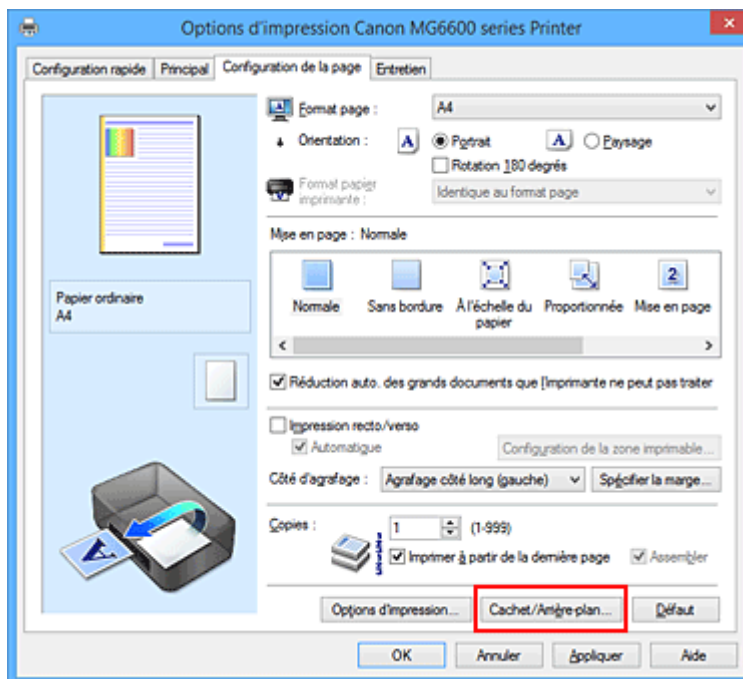 Options d'impression Canon MG6600 series Printer
Configuration rapide Principal Configuration de la page Entretien
Format page : A4
Orientation : A Portrait A Paysage
Rotation 180 degrés
Format papier imprimante : Identique au format page
Mise en page : Normale
Normale Sans bordure À l'échelle du papier Proportionnée Mise en page
Papier ordinaire
A4
Réduction auto. des grands documents que l'imprimante ne peut pas traiter
Impression recto/verso
Automatique Configuration de la zone imprimable...
Côté d'agrafage : Agrafage côté long (gauche) Spécifier la marge...
Copies : 1 (1-999)
Imprimer à partir de la dernière page Assembler
Options d'impression... Cachet/Arrière-plan... Défaut
OK Annuler Appliquer Aide